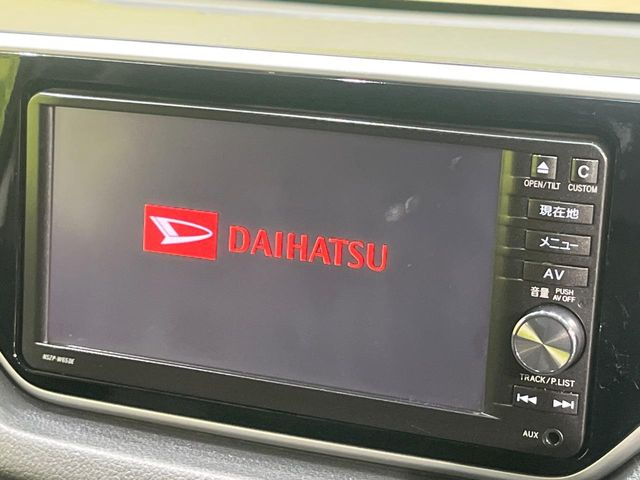 OPEN/TILT
C
CUSTOM
現在地
メニュー
DAIHATSU
AV
音量 PUSH AV OFF
TRACK/P.LIST
AUX